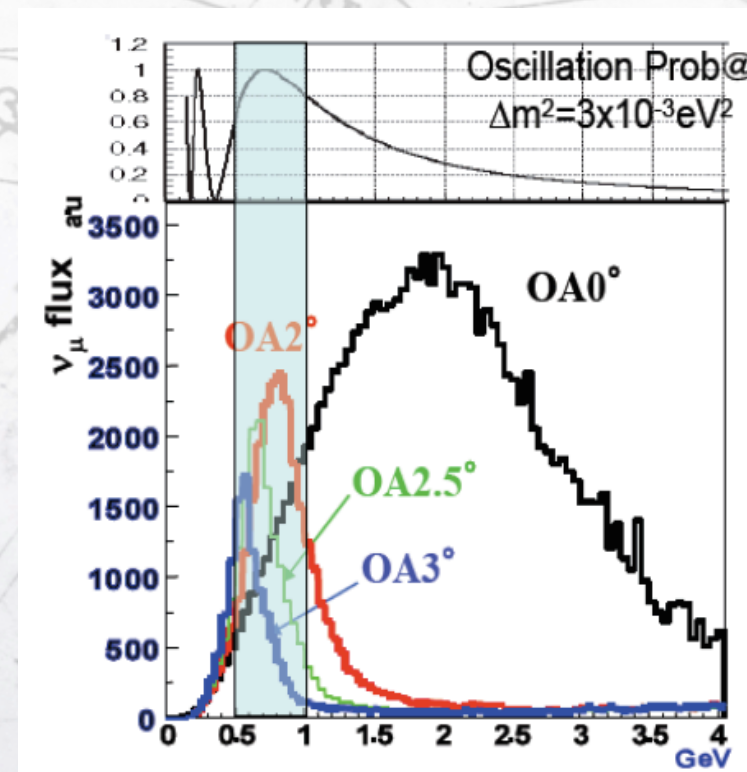 1.2
1
0.8
0.6
0.4
0.2
0
Oscillation Prob@
Δm²=3x10⁻³eV²
νμ flux a.u
3500
3000
2500
2000
1500
1000
500
0
OA0°
OA2°
OA2.5°
OA3°
0 0.5 1 1.5 2 2.5 3 3.5 4
GeV